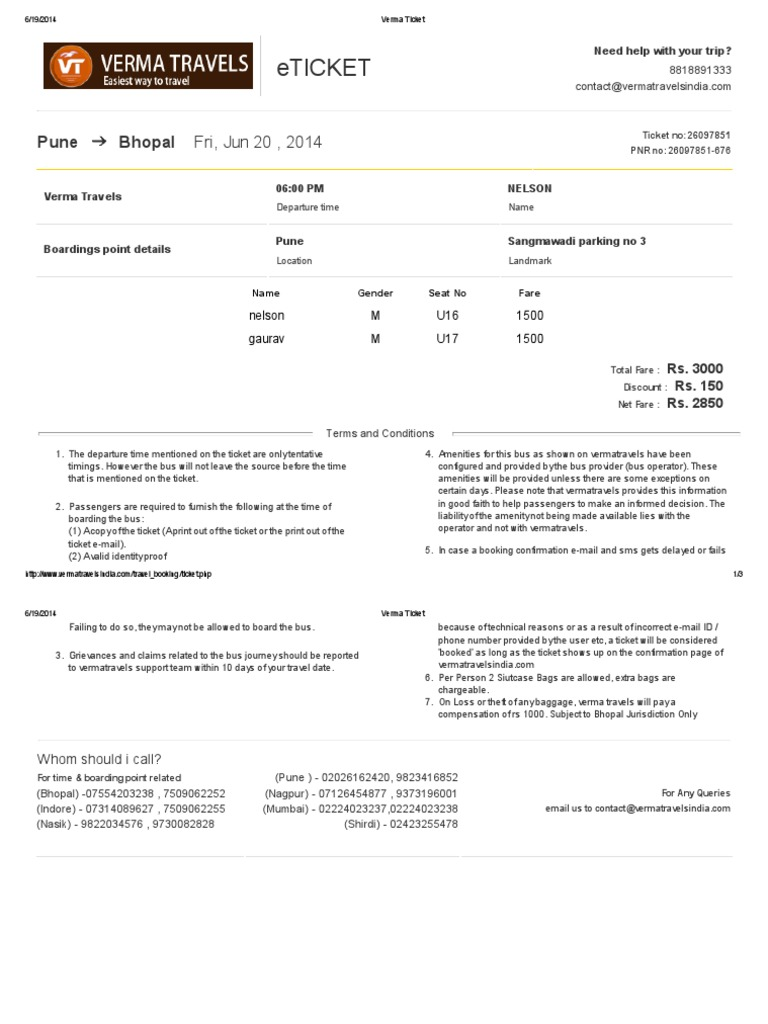 6/19/2014 Verma Ticket
VT VERMA TRAVELS
Easiest way to travel
eTICKET
Need help with your trip?
8818891333
contact@vermatravelsindia.com
Pune → Bhopal Fri, Jun 20 , 2014
Ticket no: 26097851
PNR no: 26097851-676
Verma Travels
06:00 PM
Departure time
NELSON
Name
Boardings point details
Pune
Location
Sangmawadi parking no 3
Landmark
Name Gender Seat No Fare
nelson M U16 1500
gaurav M U17 1500
Total Fare : Rs. 3000
Discount : Rs. 150
Net Fare : Rs. 2850
Terms and Conditions
1. The departure time mentioned on the ticket are only tentative
timings. However the bus will not leave the source before the time
that is mentioned on the ticket.
2. Passengers are required to furnish the following at the time of
boarding the bus :
(1) A copy of the ticket (A print out of the ticket or the print out of the
ticket e-mail).
(2) A valid identity proof
4. Amenities for this bus as shown on vermatravels have been
configured and provided by the bus provider (bus operator). These
amenities will be provided unless there are some exceptions on
certain days. Please note that vermatravels provides this information
in good faith to help passengers to make an informed decision. The
liability of the amenity not being made available lies with the
operator and not with vermatravels.
5. In case a booking confirmation e-mail and sms gets delayed or fails
http://www.vermatravelsindia.com/travel_booking/ticket.php 1/3
6/19/2014 Verma Ticket
Failing to do so, they may not be allowed to board the bus .
3. Grievances and claims related to the bus journey should be reported
to vermatravels support team within 10 days of your travel date.
because of technical reasons or as a result of incorrect e-mail ID /
phone number provided by the user etc, a ticket will be considered
'booked' as long as the ticket shows up on the confirmation page of
vermatravelsindia.com
6. Per Person 2 Siutcase Bags are allowed, extra bags are
chargeable.
7. On Loss or theft of any baggage, verma travels will pay a
compensation of rs 1000. Subject to Bhopal Jurisdiction Only
Whom should i call?
For time & boarding point related
(Bhopal) -07554203238 , 7509062252
(Indore) - 07314089627 , 7509062255
(Nasik) - 9822034576 , 9730082828
(Pune ) - 02026162420, 9823416852
(Nagpur) - 07126454877 , 9373196001
(Mumbai) - 02224023237,02224023238
(Shirdi) - 02423255478
For Any Queries
email us to contact@vermatravelsindia.com